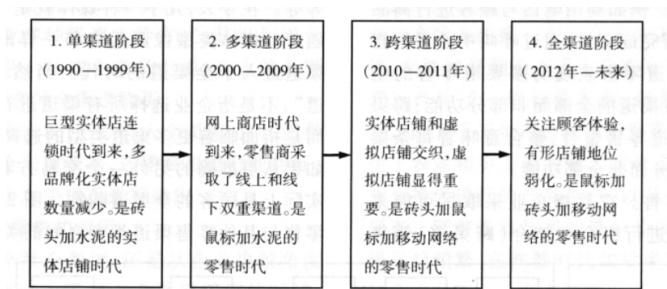 1. 单渠道阶段
(1990—1999年)
巨型实体店连
锁时代到来,多
品牌化实体店
数量减少。是砖
头加水泥的实
体店铺时代
2. 多渠道阶段
(2000—2009年)
网上商店时代
到来,零售商采
取了线上和线
下双重渠道。是
鼠标加水泥的
零售时代
3. 跨渠道阶段
(2010—2011年)
实体店铺和虚
拟店铺交织,虚
拟店铺显得重
要。是砖头加鼠
标加移动网络
的零售时代
4. 全渠道阶段
(2012年—未来)
关注顾客体验,
有形店铺地位
弱化。是鼠标加
砖头加移动网
络的零售时代